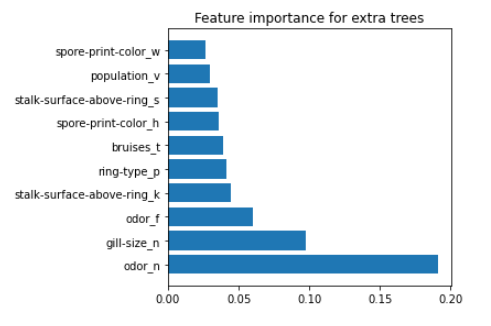 Feature importance for extra trees
spore-print-color_w
population_v
stalk-surface-above-ring_s
spore-print-color_h
bruises_t
ring-type_p
stalk-surface-above-ring_k
odor_f
gill-size_n
odor_n
0.00 0.05 0.10 0.15 0.20